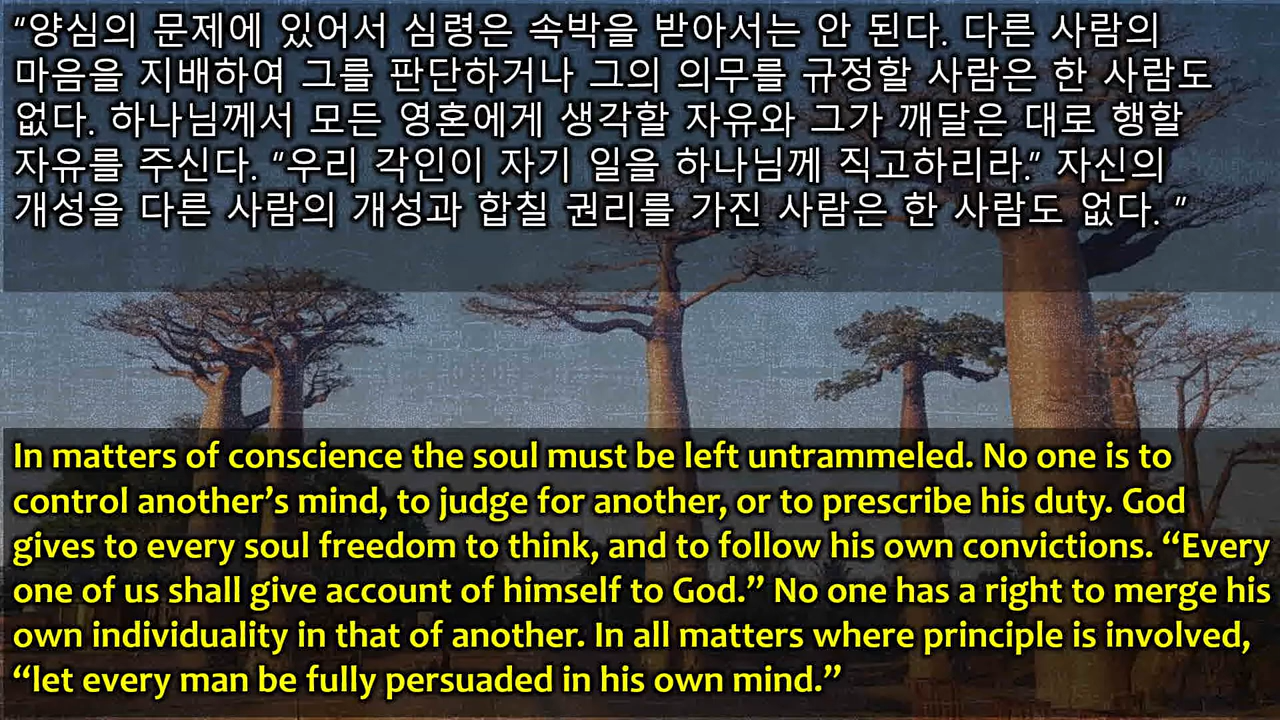 "양심의 문제에 있어서 심령은 속박을 받아서는 안 된다. 다른 사람의
마음을 지배하여 그를 판단하거나 그의 의무를 규정할 사람은 한 사람도
없다. 하나님께서 모든 영혼에게 생각할 자유와 그가 깨달은 대로 행할
자유를 주신다. "우리 각인이 자기 일을 하나님께 직고하리라." 자신의
개성을 다른 사람의 개성과 합칠 권리를 가진 사람은 한 사람도 없다. "
In matters of conscience the soul must be left untrammeled. No one is to
control another’s mind, to judge for another, or to prescribe his duty. God
gives to every soul freedom to think, and to follow his own convictions. “Every
one of us shall give account of himself to God.” No one has a right to merge his
own individuality in that of another. In all matters where principle is involved,
“let every man be fully persuaded in his own mind.”